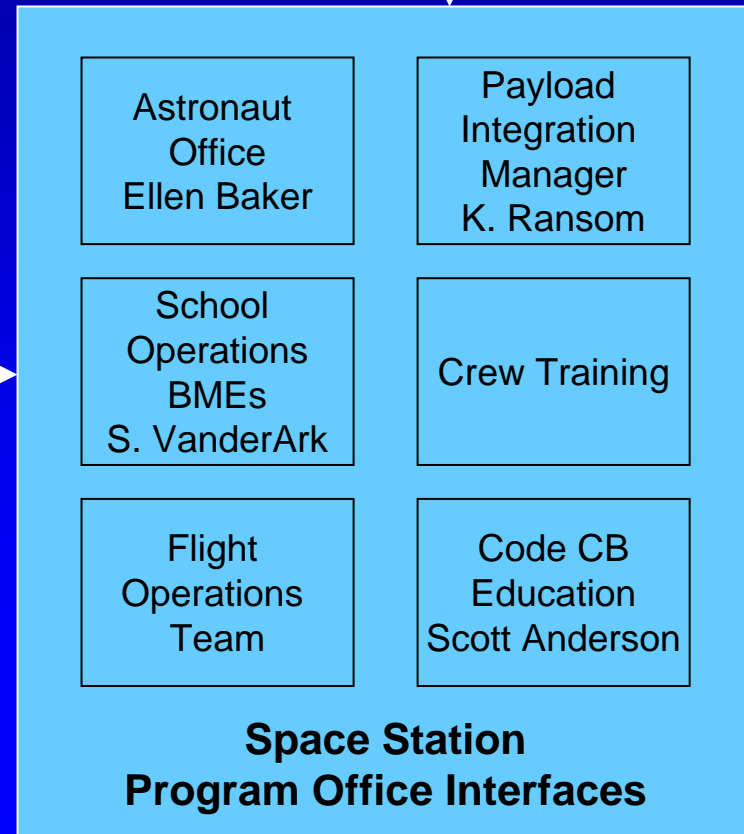 Astronaut
Office
Ellen Baker
Payload
Integration
Manager
K. Ransom
School
Operations
BMEs
S. VanderArk
Crew Training
Flight
Operations
Team
Code CB
Education
Scott Anderson
Space Station
Program Office Interfaces